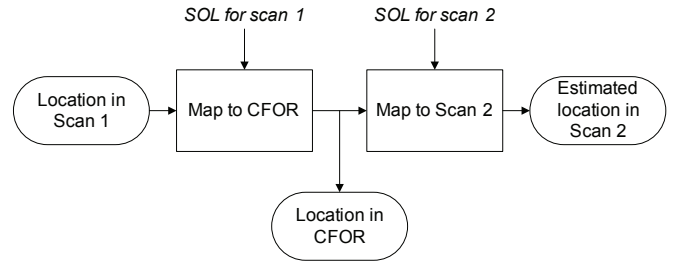 SOL for scan 1
SOL for scan 2
Location in
Scan 1
Map to CFOR
Map to Scan 2
Estimated
location in
Scan 2
Location in
CFOR